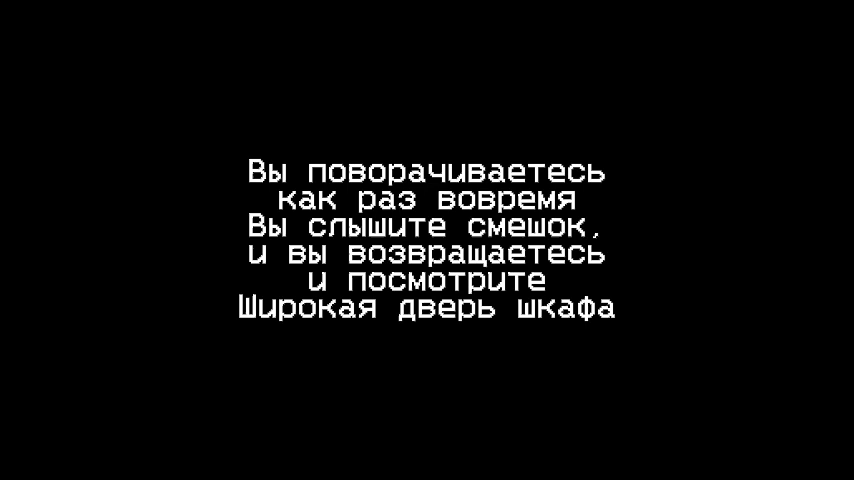 Вы поворачиваетесь
как раз вовремя
Вы слышите смешок,
и вы возвращаетесь
и посмотрите
Широкая дверь шкафа